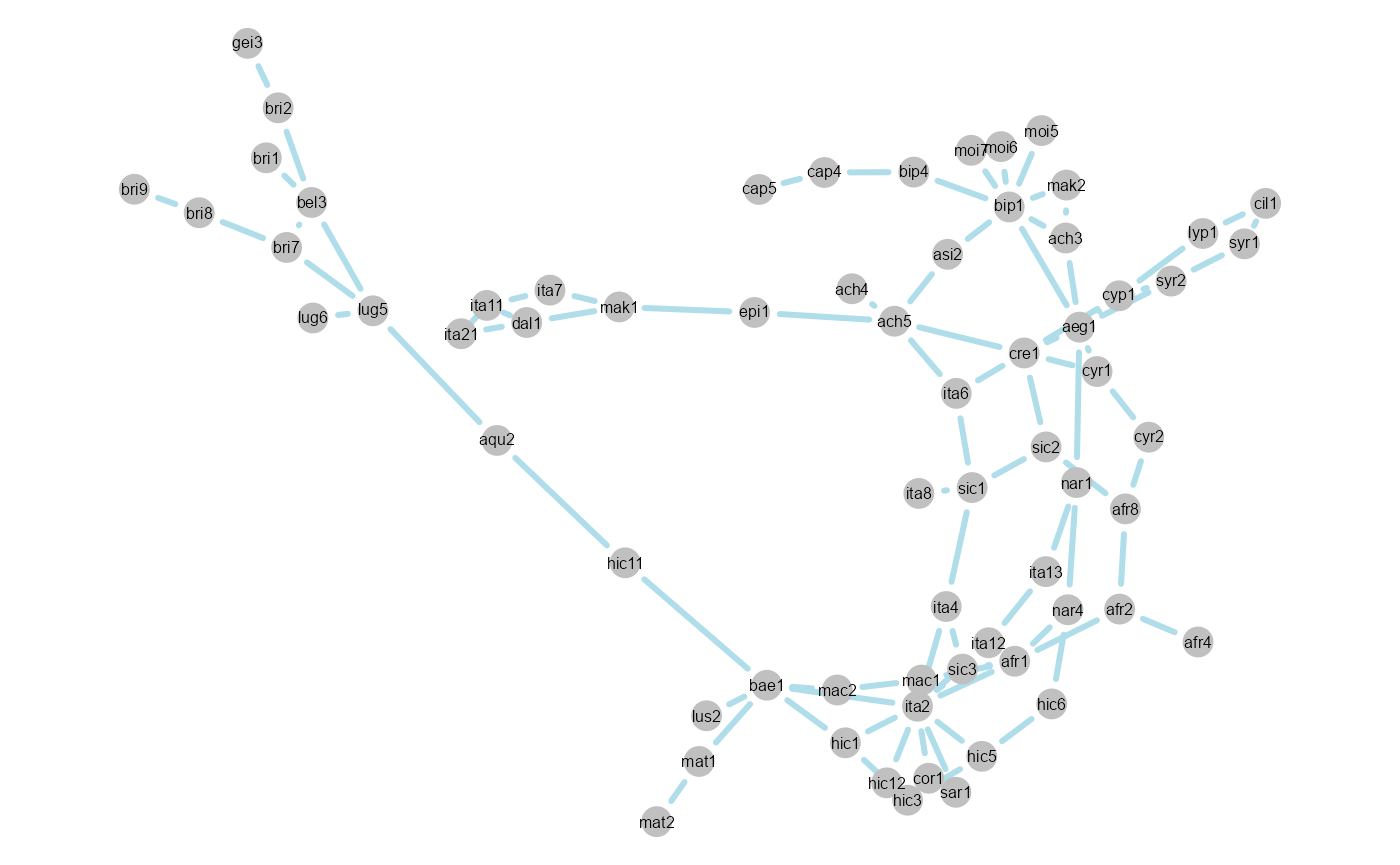 gei3
bri2
bri1
bri9
bri8
bel3
bri7
lug6
lug5
moi5
moi7
moi6
cap5
cap4
bip4
mak2
bip1
cil1
lyp1
syr1
ach3
asi2
syr2
cyp1
ach4
ita7
ita11
mak1
epi1
ach5
dal1
ita21
aeg1
cre1
cyr1
ita6
aqu2
cyr2
sic2
nar1
sic1
ita8
afr8
hic11
ita13
ita4
nar4
afr2
ita12
afr4
afr1
sic3
mac1
bae1
mac2
ita2
hic6
lus2
hic1
hic5
mat1
cor1
hic12
sar1
hic3
mat2